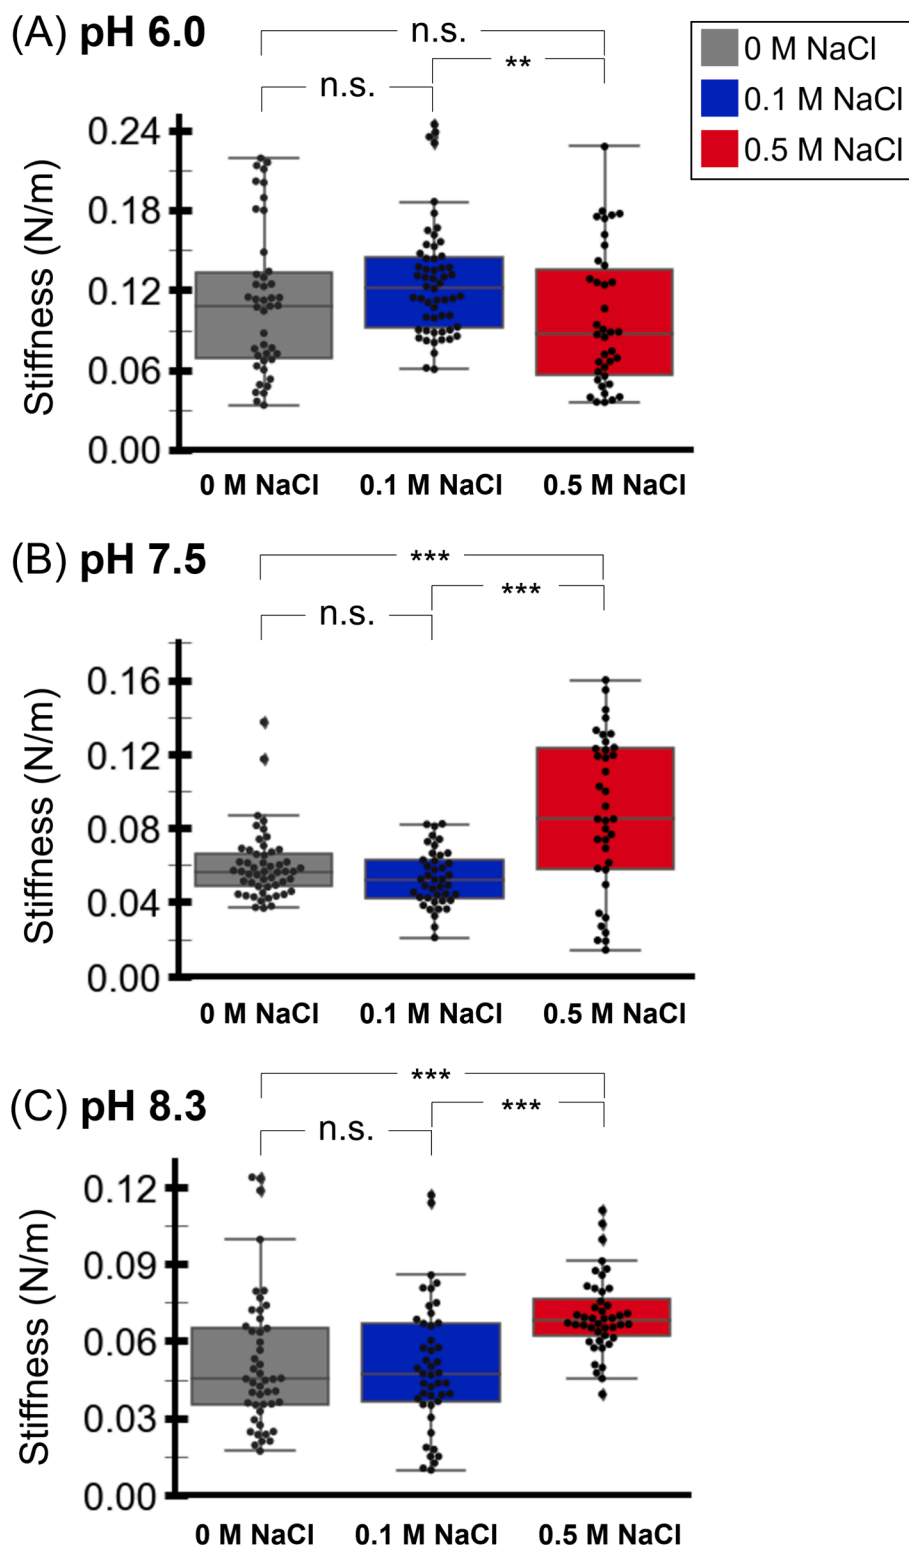 (A) pH 6.0
n.s.
n.s.
**
0 M NaCl
0.1 M NaCl
0.5 M NaCl
Stiffness (N/m)
0.24
0.18
0.12
0.06
0.00
0 M NaCl 0.1 M NaCl 0.5 M NaCl
(B) pH 7.5
***
***
n.s.
Stiffness (N/m)
0.16
0.12
0.08
0.04
0.00
0 M NaCl 0.1 M NaCl 0.5 M NaCl
(C) pH 8.3
***
***
n.s.
Stiffness (N/m)
0.12
0.09
0.06
0.03
0.00
0 M NaCl 0.1 M NaCl 0.5 M NaCl